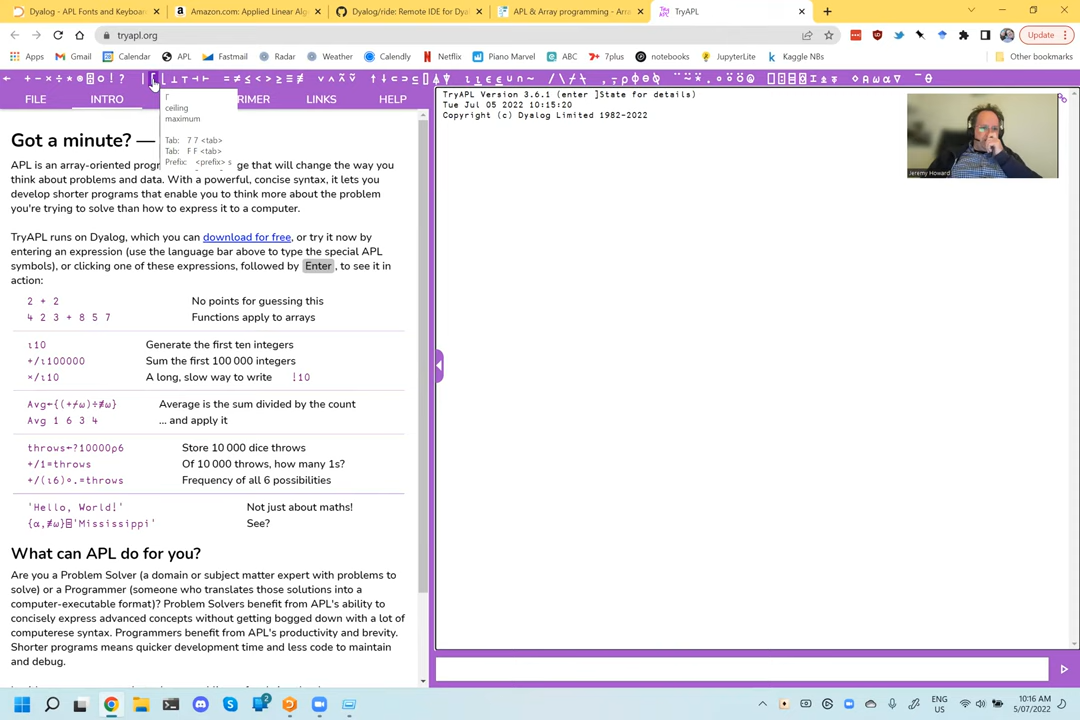 Dyalog - APL Fonts and Keyboar
Amazon.com: Applied Linear Alg
Dyalog/ride: Remote IDE for Dya
APL & Array programming - Arra
TryAPL
tryapl.org
Update
Apps
Gmail
Calendar
APL
Fastmail
Radar
Weather
Calendly
Netflix
Piano Marvel
ABC
7plus
notebooks
JupyterLite
Kaggle NBs
Other bookmarks
FILE
INTRO
RIMER
LINKS
HELP
⌈
ceiling
maximum
Tab: 7 7 <tab>
Tab: F F <tab>
Prefix: <prefix> s
Got a minute? —
APL is an array-oriented progr ge that will change the way you
think about problems and data. With a powerful, concise syntax, it lets you
develop shorter programs that enable you to think more about the problem
you're trying to solve than how to express it to a computer.
TryAPL runs on Dyalog, which you can download for free, or try it now by
entering an expression (use the language bar above to type the special APL
symbols), or clicking one of these expressions, followed by Enter, to see it in
action:
2 + 2 No points for guessing this
4 2 3 + 8 5 7 Functions apply to arrays
⍳10 Generate the first ten integers
+/⍳100000 Sum the first 100 000 integers
×/⍳10 A long, slow way to write !10
Avg←{(+⌿⍵)÷≢⍵} Average is the sum divided by the count
Avg 1 6 3 4 ... and apply it
throws←?10000⍴6 Store 10 000 dice throws
+/1=throws Of 10 000 throws, how many 1s?
+/(⍳6)∘.=throws Frequency of all 6 possibilities
'Hello, World!' Not just about maths!
{⍺,≢⍵}⌸'Mississippi' See?
What can APL do for you?
Are you a Problem Solver (a domain or subject matter expert with problems to
solve) or a Programmer (someone who translates those solutions into a
computer-executable format)? Problem Solvers benefit from APL's ability to
concisely express advanced concepts without getting bogged down with a lot of
computerese syntax. Programmers benefit from APL's productivity and brevity.
Shorter programs means quicker development time and less code to maintain
and debug.
TryAPL Version 3.6.1 (enter ]State for details)
Tue Jul 05 2022 10:15:20
Copyright (c) Dyalog Limited 1982-2022
Jeremy Howard
ENG
US
10:16 AM
5/07/2022